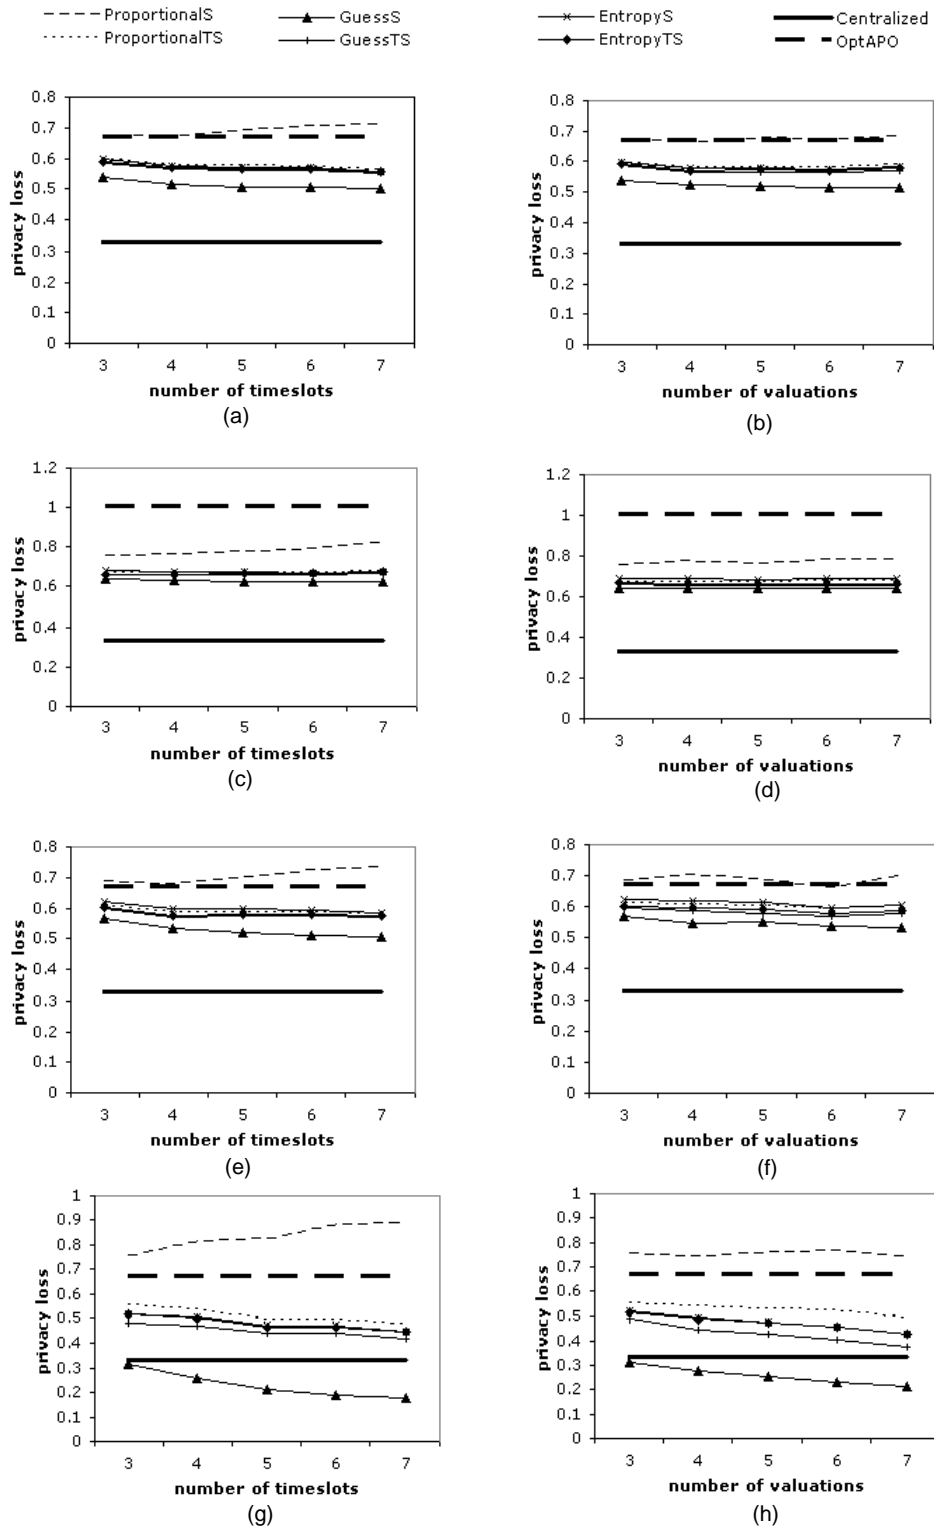 ProportionalS GuessS EntropyS Centralized
ProportionalTS GuessTS EntropyTS OptAPO
0.8
0.7
0.6
0.5
0.4
0.3
0.2
0.1
0
privacy loss
3 4 5 6 7
number of timeslots
(a)
0.8
0.7
0.6
0.5
0.4
0.3
0.2
0.1
0
privacy loss
3 4 5 6 7
number of valuations
(b)
1.2
1
0.8
0.6
0.4
0.2
0
privacy loss
3 4 5 6 7
number of timeslots
(c)
1.2
1
0.8
0.6
0.4
0.2
0
privacy loss
3 4 5 6 7
number of valuations
(d)
0.8
0.7
0.6
0.5
0.4
0.3
0.2
0.1
0
privacy loss
3 4 5 6 7
number of timeslots
(e)
0.8
0.7
0.6
0.5
0.4
0.3
0.2
0.1
0
privacy loss
3 4 5 6 7
number of valuations
(f)
1
0.9
0.8
0.7
0.6
0.5
0.4
0.3
0.2
0.1
0
privacy loss
3 4 5 6 7
number of timeslots
(g)
1
0.9
0.8
0.7
0.6
0.5
0.4
0.3
0.2
0.1
0
privacy loss
3 4 5 6 7
number of valuations
(h)